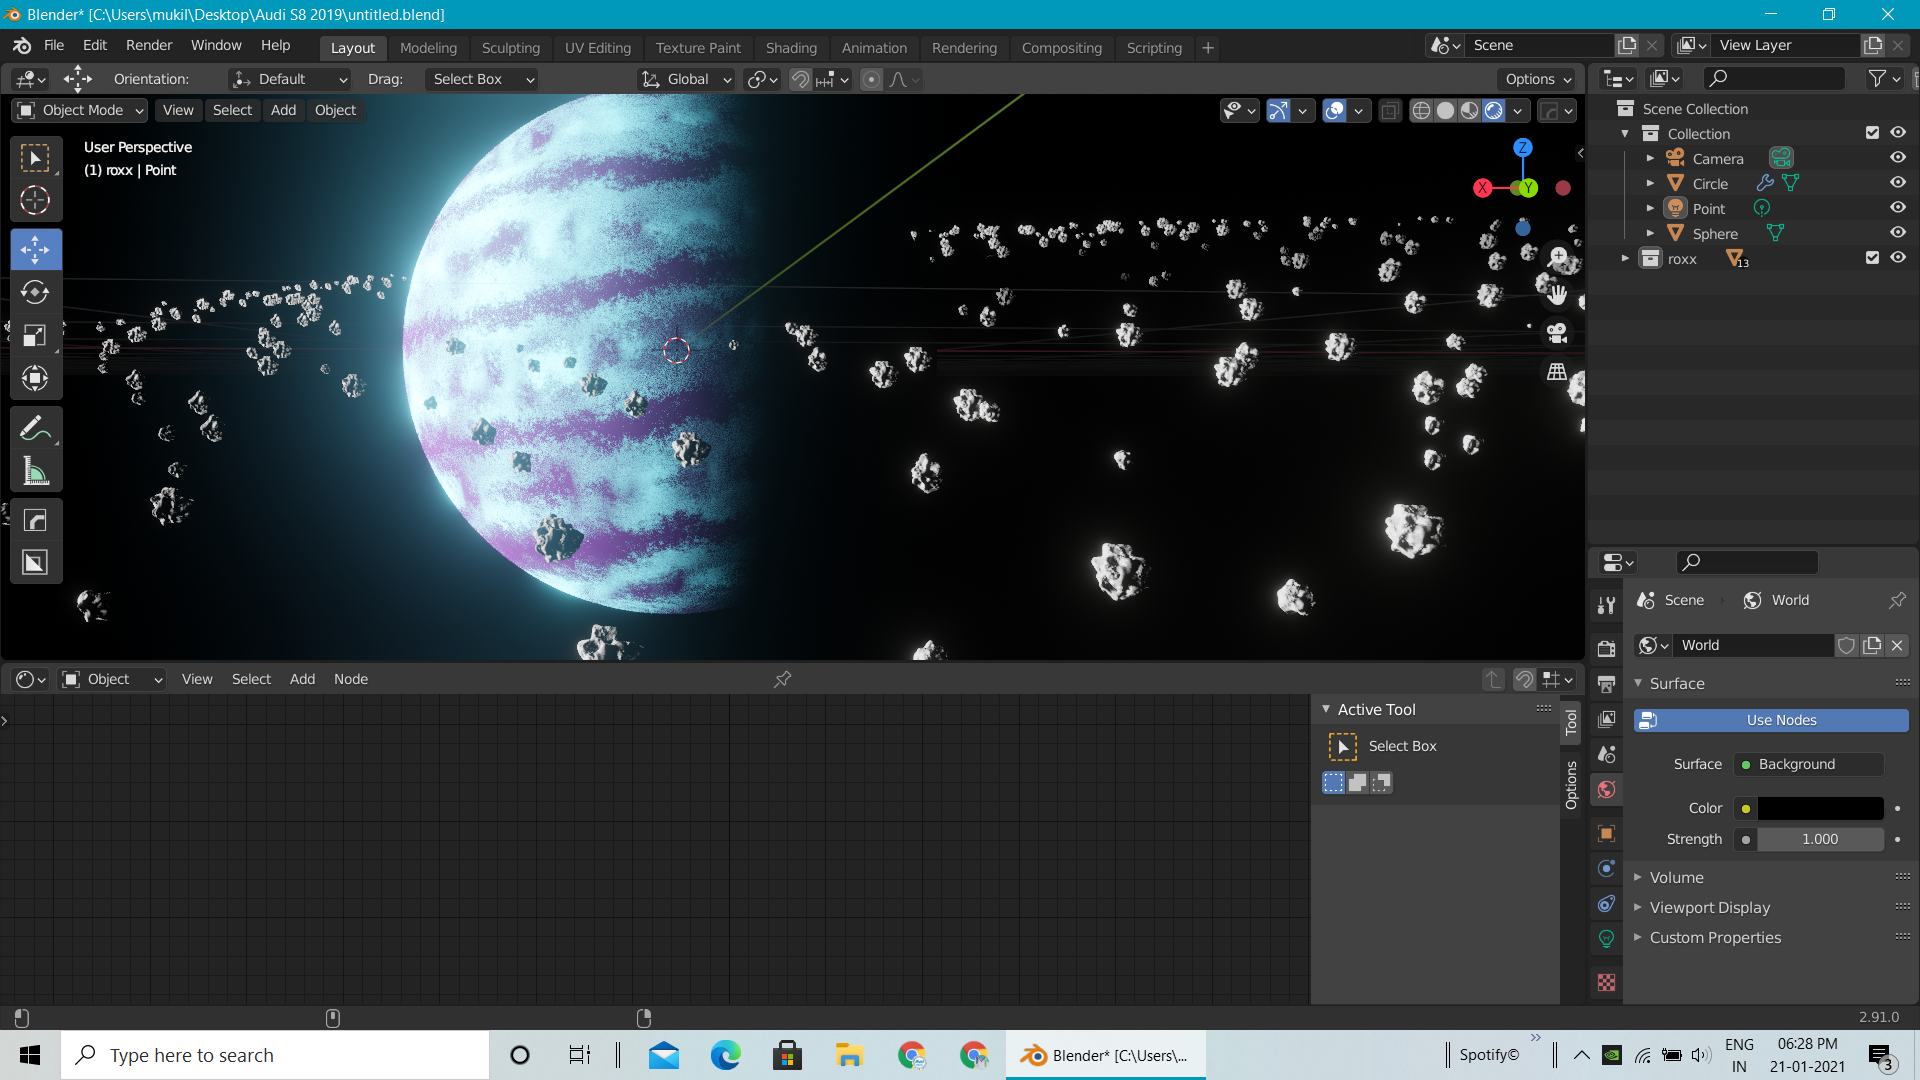 Blender* [C:\Users\mukil\Desktop\Audi S8 2019\untitled.blend]
File Edit Render Window Help Layout Modeling Sculpting UV Editing Texture Paint Shading Animation Rendering Compositing Scripting + Scene View Layer
Orientation: Default Drag: Select Box Global Options
Object Mode View Select Add Object
User Perspective
(1) roxx | Point
Z
X Y
Scene Collection
Collection
Camera
Circle
Point
Sphere
roxx 13
Scene World
World
Surface
Use Nodes
Surface Background
Color
Strength 1.000
Volume
Viewport Display
Custom Properties
Object View Select Add Node
Active Tool
Select Box
Tool
Options
2.91.0
Type here to search
Blender* [C:\Users\...
Spotify©
ENG
IN
06:28 PM
21-01-2021
3